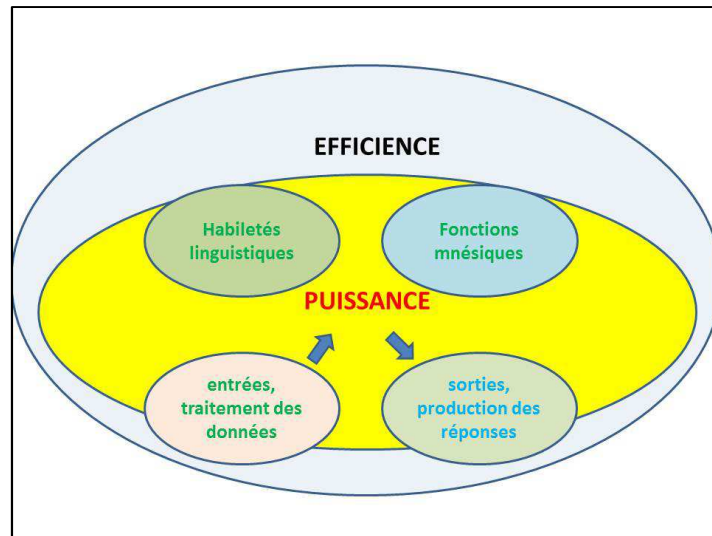 EFFICIENCE
Habiletés
linguistiques
Fonctions
mnésiques
PUISSANCE
entrées,
traitement des
données
sorties,
production des
réponses